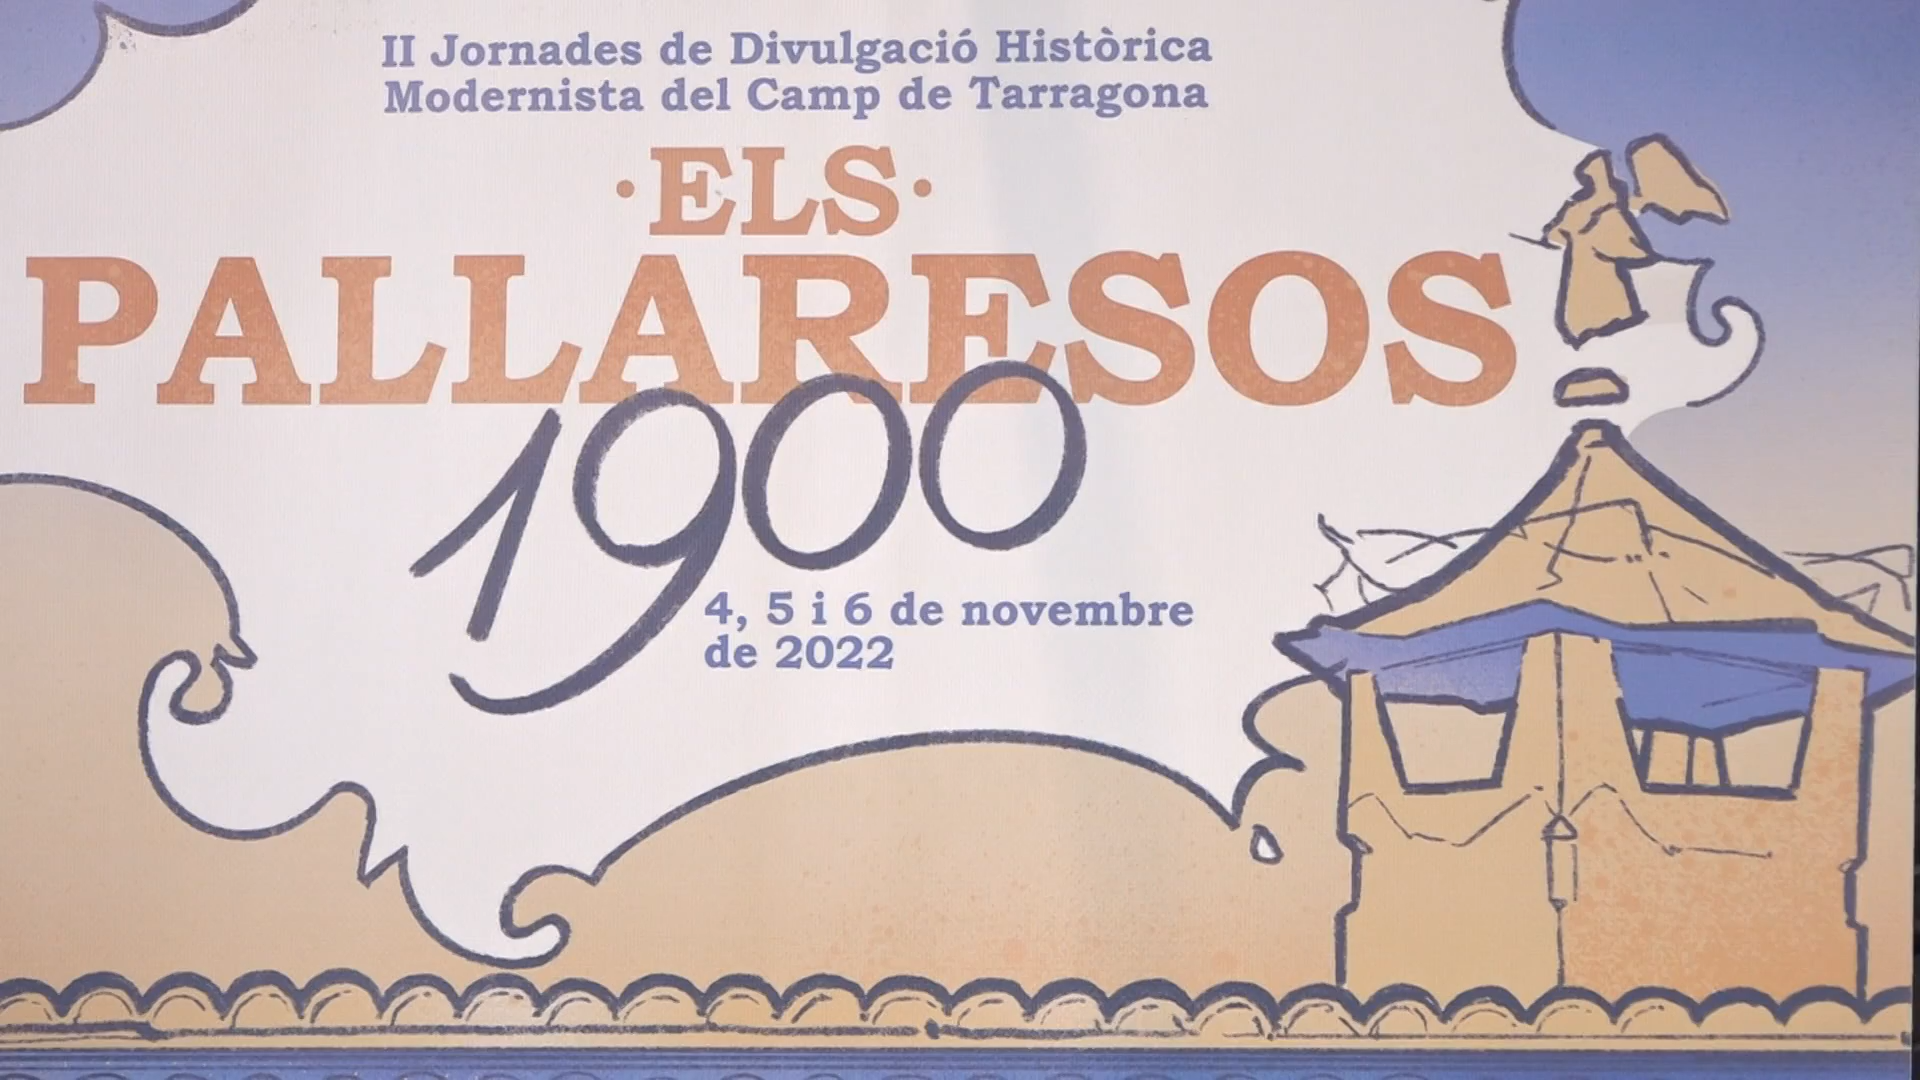 II Jornades de Divulgació Històrica
Modernista del Camp de Tarragona
·ELS·
PALLARESOS
1900
4, 5 i 6 de novembre
de 2022